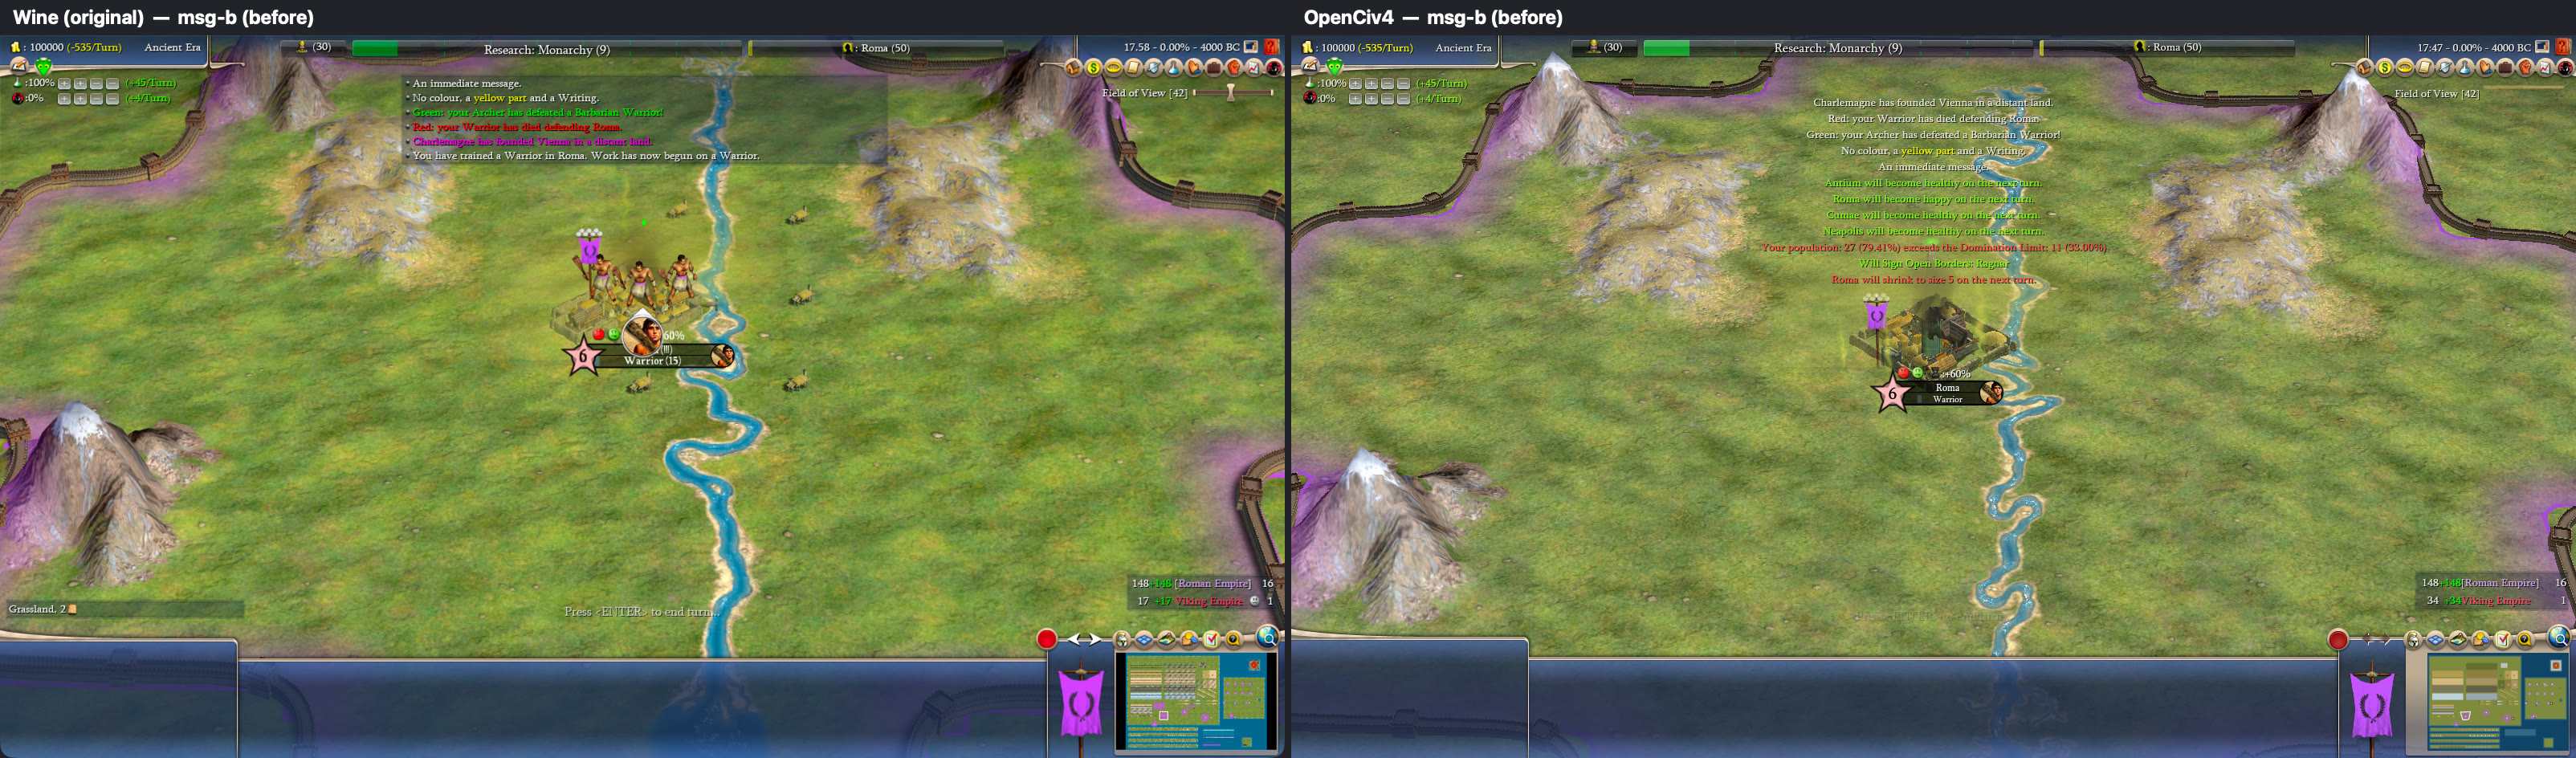 Wine (original) — msg-b (before)
: 100000 (-535/Turn)
Ancient Era
(30)
Research: Monarchy (9)
: Roma (50)
17.58 - 0.00% - 4000 BC
:100%
(+45/Turn)
:0%
(+4/Turn)
Field of View [42]
* An immediate message.
* No colour, a yellow part and a Writing.
* Green: your Archer has defeated a Barbarian Warrior!
* Red: your Warrior has died defending Roma.
* Charlemagne has founded Vienna in a distant land.
* You have trained a Warrior in Roma. Work has now begun on a Warrior.
60%
(!!!)
6
Warrior (15)
148 +148 [Roman Empire] 16
17 +17 Viking Empire 1
Grassland, 2
Press <ENTER> to end turn...
OpenCiv4 — msg-b (before)
: 100000 (-535/Turn)
Ancient Era
(30)
Research: Monarchy (9)
: Roma (50)
17:47 - 0.00% - 4000 BC
:100%
(+45/Turn)
:0%
(+4/Turn)
Field of View [42]
Charlemagne has founded Vienna in a distant land.
Red: your Warrior has died defending Roma.
Green: your Archer has defeated a Barbarian Warrior!
No colour, a yellow part and a Writing.
An immediate message.
Antium will become healthy on the next turn.
Roma will become happy on the next turn.
Cumae will become healthy on the next turn.
Neapolis will become healthy on the next turn.
Your population: 27 (79.41%) exceeds the Domination Limit: 11 (33.00%)
Will Sign Open Borders: Ragnar
Roma will shrink to size 5 on the next turn.
+60%
6
Roma
Warrior
148 +148 [Roman Empire] 16
34 +34 Viking Empire 1